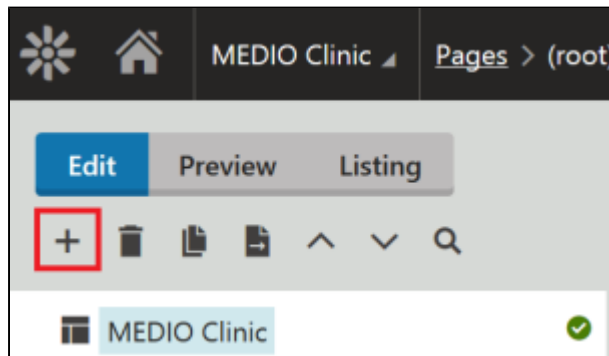 MEDIO Clinic Pages > (root)
Edit Preview Listing
MEDIO Clinic